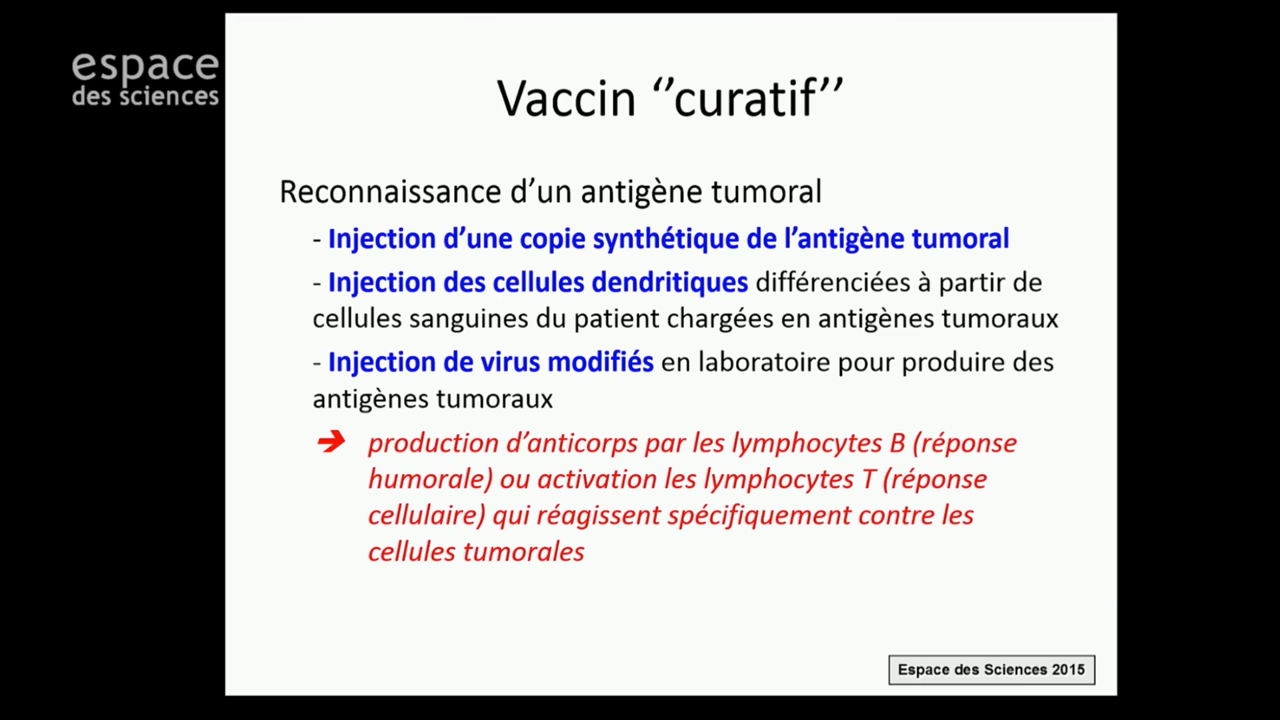 espace
des sciences
Vaccin ‘’curatif’’
Reconnaissance d’un antigène tumoral
- Injection d’une copie synthétique de l’antigène tumoral
- Injection des cellules dendritiques différenciées à partir de
cellules sanguines du patient chargées en antigènes tumoraux
- Injection de virus modifiés en laboratoire pour produire des
antigènes tumoraux
➔ production d’anticorps par les lymphocytes B (réponse
humorale) ou activation les lymphocytes T (réponse
cellulaire) qui réagissent spécifiquement contre les
cellules tumorales
Espace des Sciences 2015